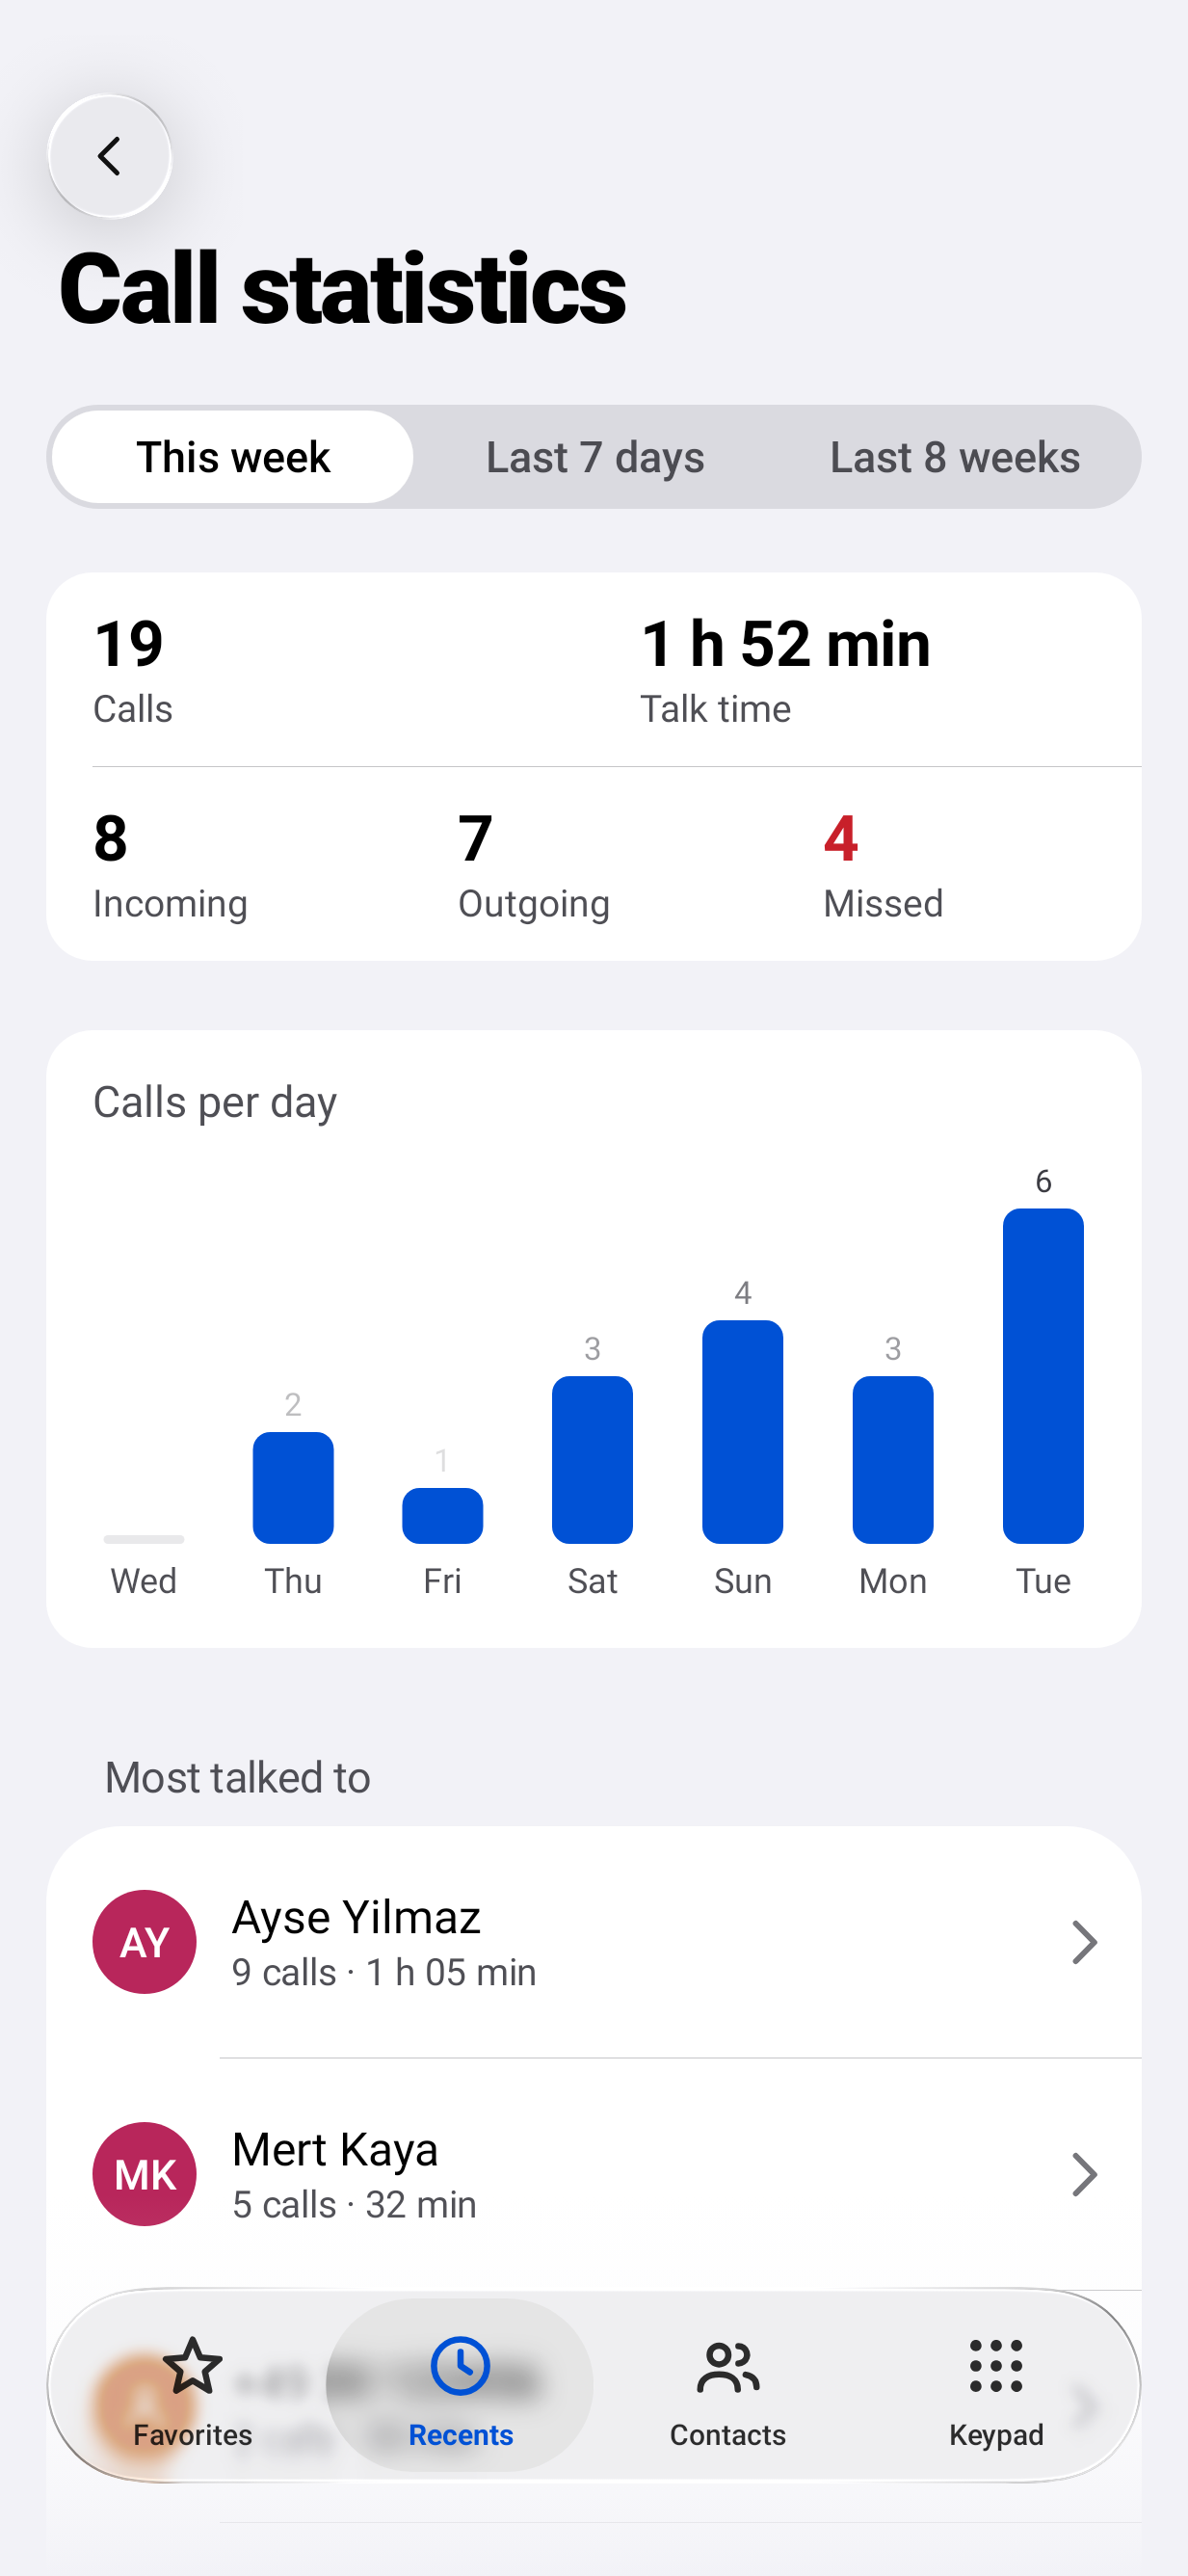 Call statistics
This week
Last 7 days
Last 8 weeks
19
Calls
1 h 52 min
Talk time
8
Incoming
7
Outgoing
4
Missed
Calls per day
6
4
3
3
2
1
Wed
Thu
Fri
Sat
Sun
Mon
Tue
Most talked to
AY
Ayse Yilmaz
9 calls · 1 h 05 min
MK
Mert Kaya
5 calls · 32 min
Favorites
Recents
Contacts
Keypad